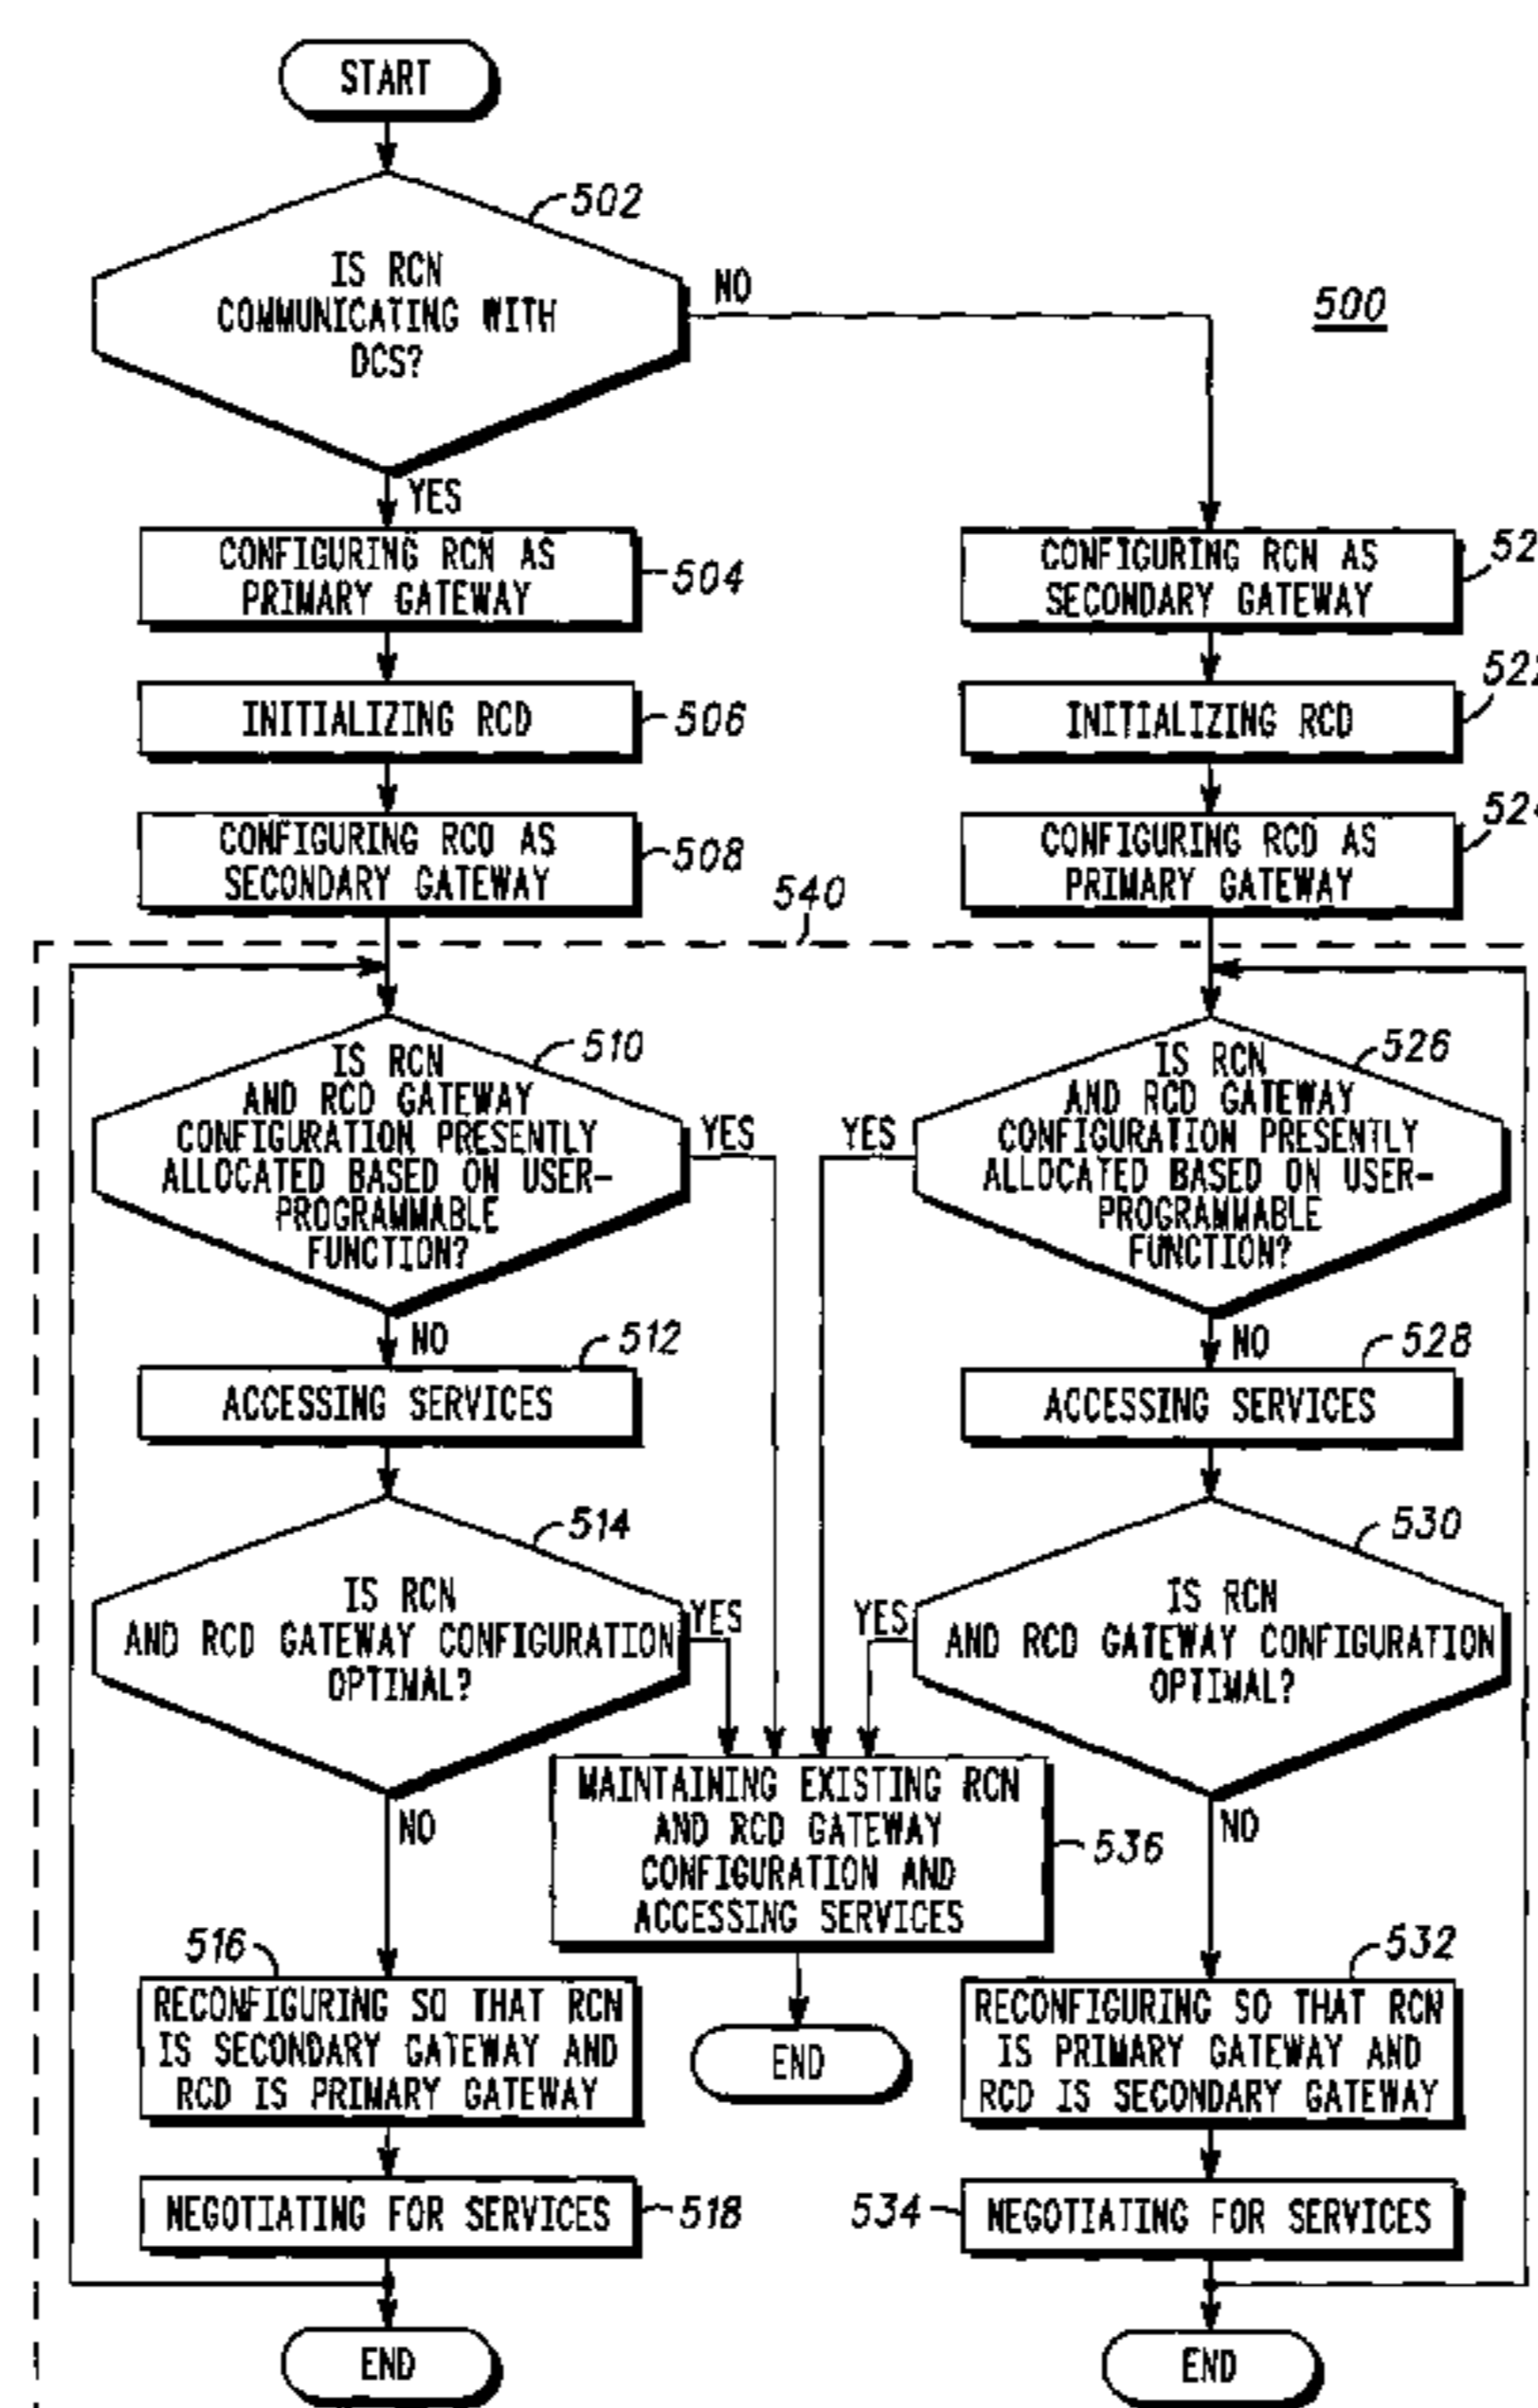 START
502
IS RCN
COMMUNICATING WITH
DCS?
NO
500
YES
CONFIGURING RCN AS
PRIMARY GATEWAY
504
CONFIGURING RCN AS
SECONDARY GATEWAY
INITIALIZING RCD
506
INITIALIZING RCD
CONFIGURING RCD AS
SECONDARY GATEWAY
508
CONFIGURING RCD AS
PRIMARY GATEWAY
540
IS RCN
AND RCD GATEWAY
CONFIGURATION PRESENTLY
ALLOCATED BASED ON USER-
PROGRAMMABLE
FUNCTION?
510
YES
IS RCN
AND RCD GATEWAY
CONFIGURATION PRESENTLY
ALLOCATED BASED ON USER-
PROGRAMMABLE
FUNCTION?
526
YES
NO
512
ACCESSING SERVICES
NO
528
ACCESSING SERVICES
514
IS RCN
AND RCD GATEWAY CONFIGURATION
OPTIMAL?
YES
530
IS RCN
AND RCD GATEWAY CONFIGURATION
OPTIMAL?
YES
NO
MAINTAINING EXISTING RCN
AND RCD GATEWAY
CONFIGURATION AND
ACCESSING SERVICES
536
NO
516
RECONFIGURING SO THAT RCN
IS SECONDARY GATEWAY AND
RCD IS PRIMARY GATEWAY
END
532
RECONFIGURING SO THAT RCN
IS PRIMARY GATEWAY AND
RCD IS SECONDARY GATEWAY
NEGOTIATING FOR SERVICES
518
534
NEGOTIATING FOR SERVICES
END
END